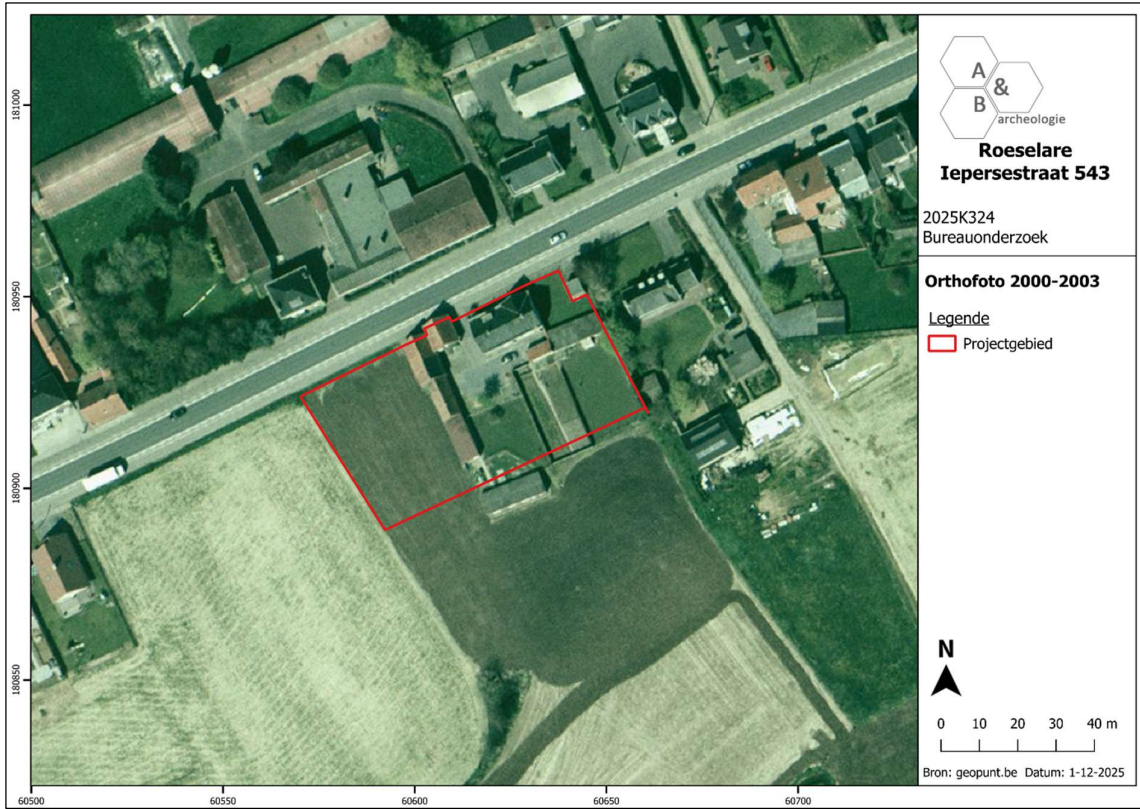 A
&
B
archeologie
Roeselare
Iepersestraat 543
2025K324
Bureauonderzoek
Orthofoto 2000-2003
Legende
Projectgebied
N
0 10 20 30 40 m
Bron: geopunt.be Datum: 1-12-2025
181000
180950
180900
180850
60500 60550 60600 60650 60700